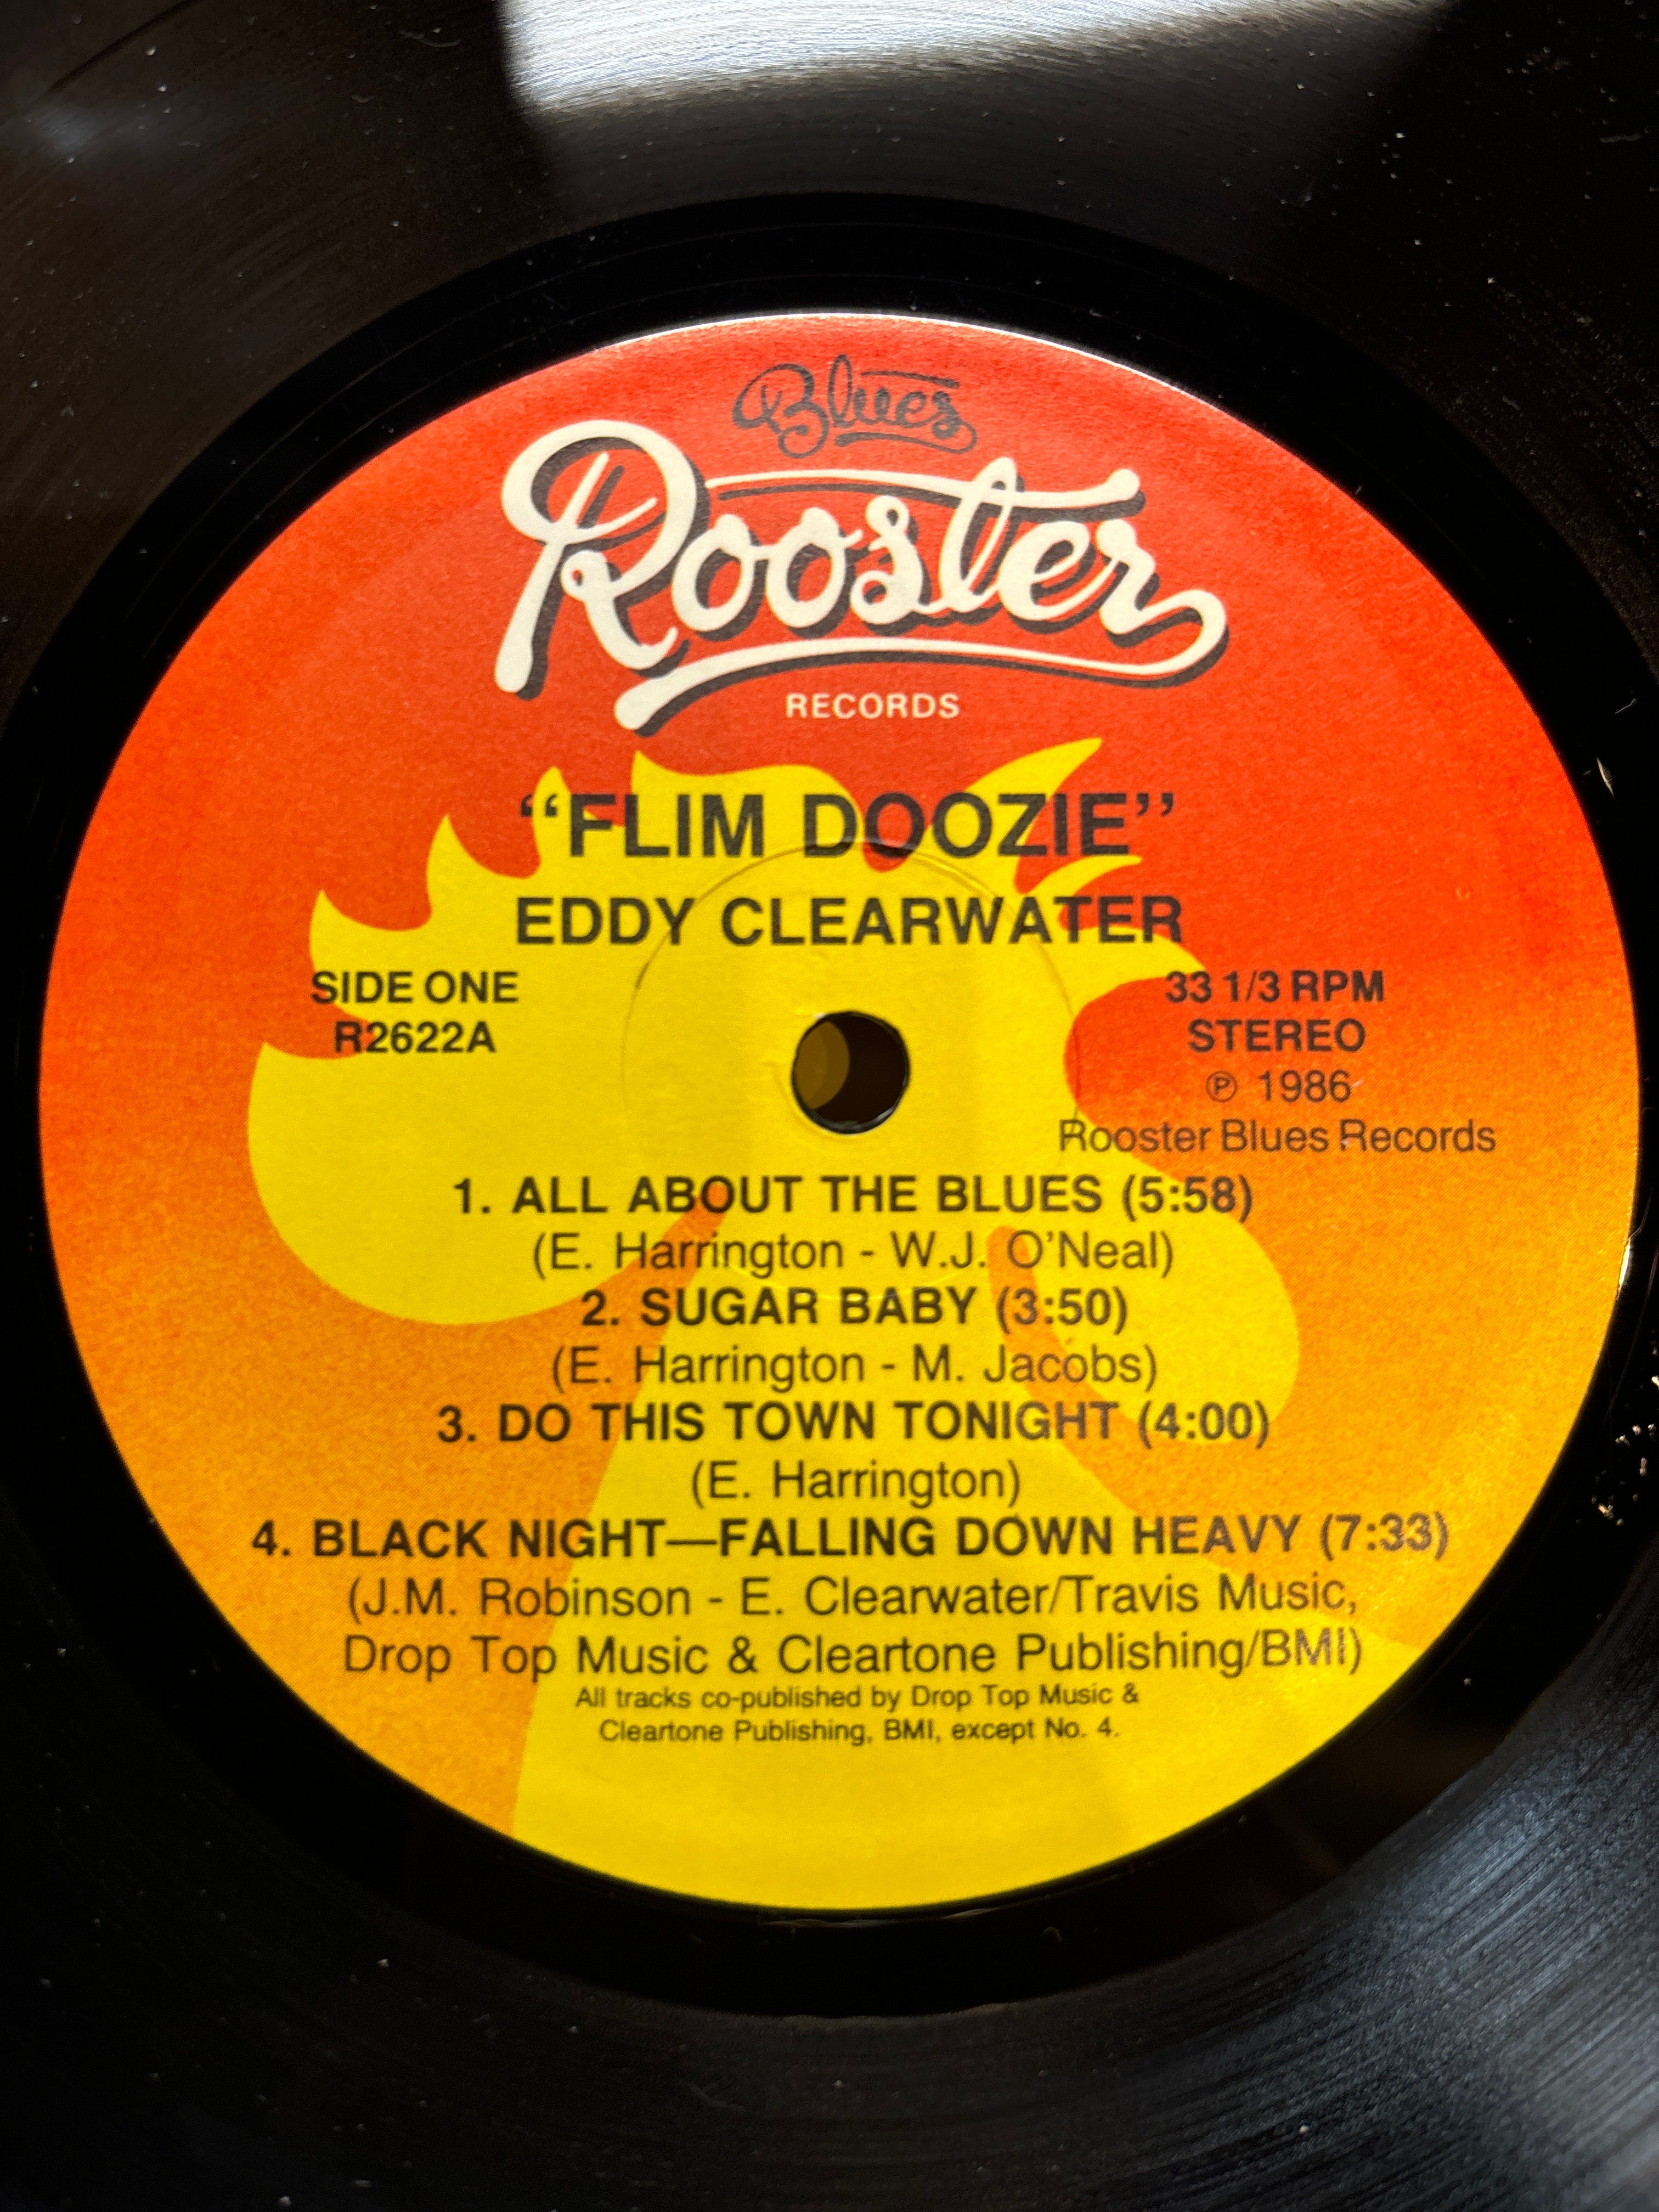 Blues
Rooster
RECORDS
“FLIM DOOZIE”
EDDY CLEARWATER
SIDE ONE
R2622A
33 1/3 RPM
STEREO
℗ 1986
Rooster Blues Records
1. ALL ABOUT THE BLUES (5:58)
(E. Harrington - W.J. O’Neal)
2. SUGAR BABY (3:50)
(E. Harrington - M. Jacobs)
3. DO THIS TOWN TONIGHT (4:00)
(E. Harrington)
4. BLACK NIGHT—FALLING DOWN HEAVY (7:33)
(J.M. Robinson - E. Clearwater/Travis Music,
Drop Top Music & Cleartone Publishing/BMI)
All tracks co-published by Drop Top Music &
Cleartone Publishing, BMI, except No. 4.